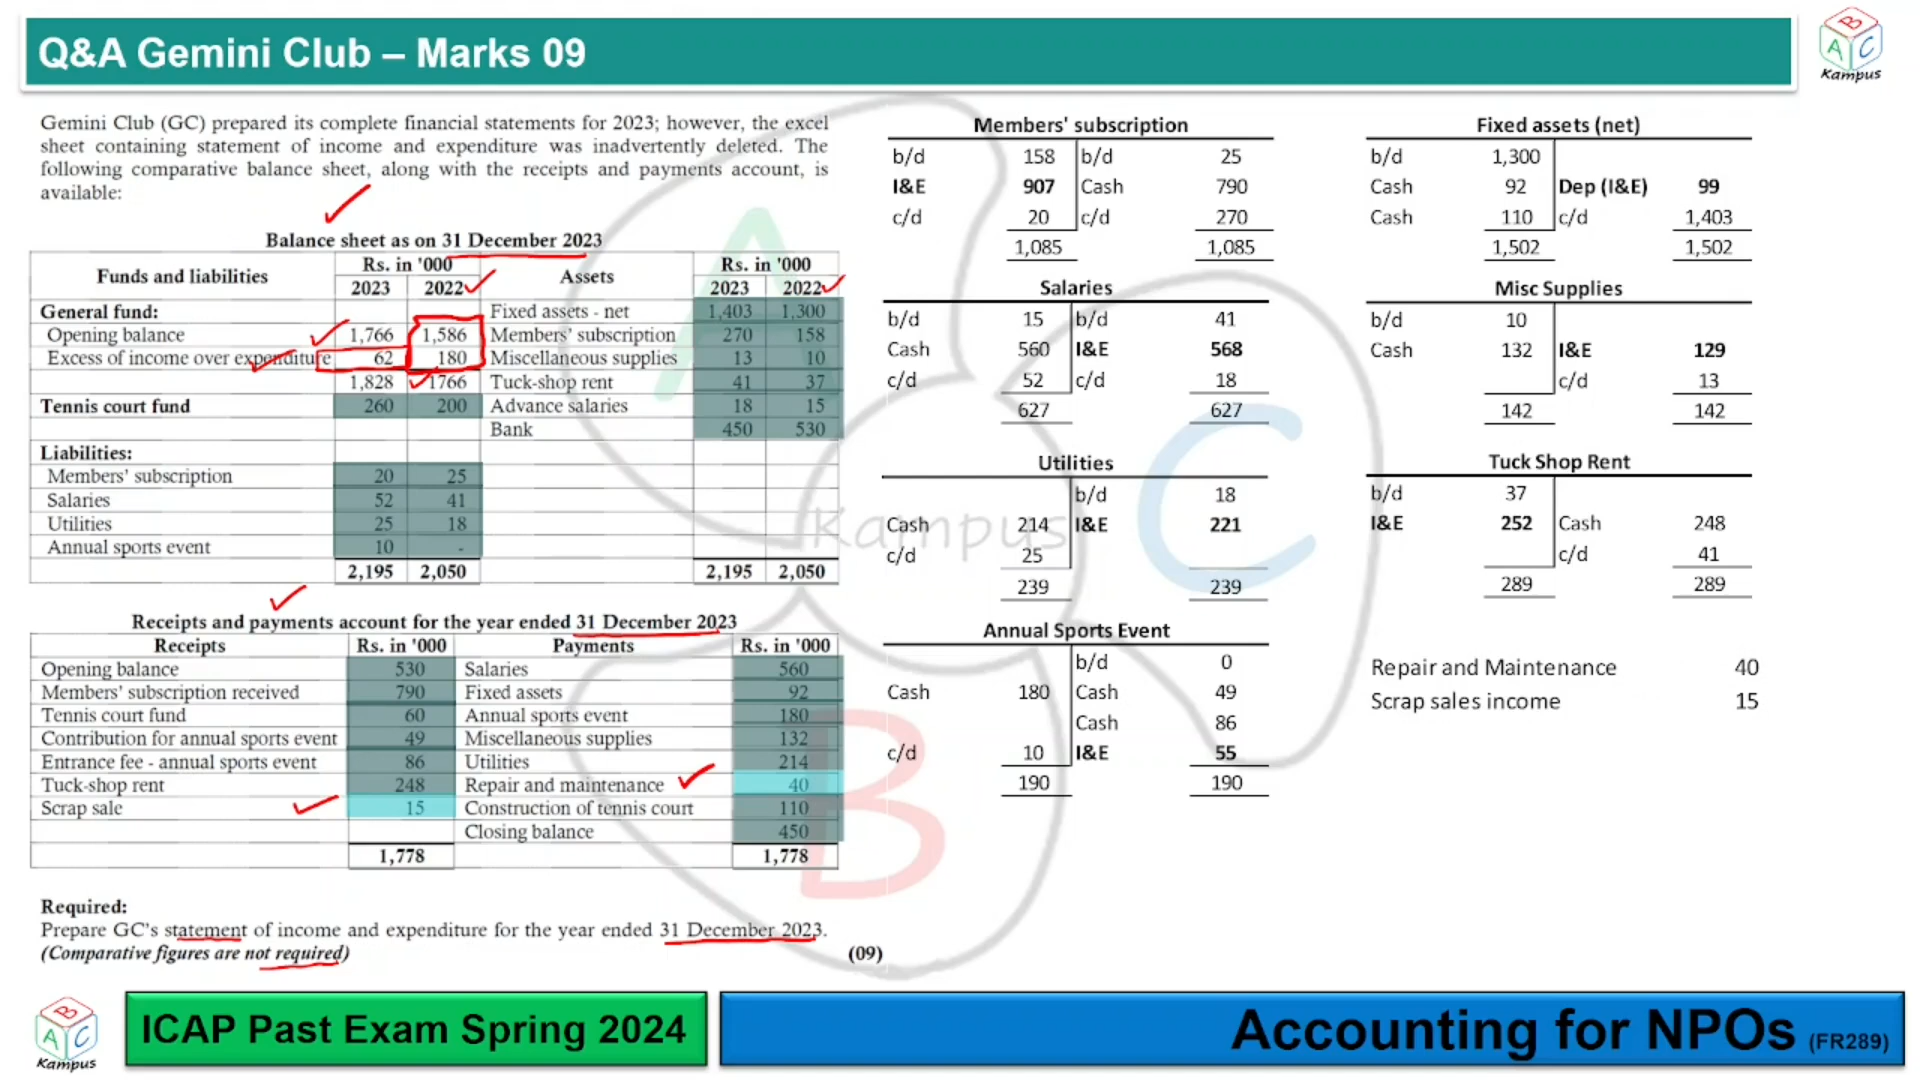 Q&A Gemini Club – Marks 09
B
A C
Kampus
Gemini Club (GC) prepared its complete financial statements for 2023; however, the excel
sheet containing statement of income and expenditure was inadvertently deleted. The
following comparative balance sheet, along with the receipts and payments account, is
available:
Balance sheet as on 31 December 2023
Funds and liabilities Rs. in '000 Assets Rs. in '000
2023 2022 2023 2022
General fund: Fixed assets - net 1,403 1,300
Opening balance 1,766 1,586 Members' subscription 270 158
Excess of income over expenditure 62 180 Miscellaneous supplies 13 10
1,828 1766 Tuck-shop rent 41 37
Tennis court fund 260 200 Advance salaries 18 15
Bank 450 530
Liabilities:
Members' subscription 20 25
Salaries 52 41
Utilities 25 18
Annual sports event 10 -
2,195 2,050 2,195 2,050
Receipts and payments account for the year ended 31 December 2023
Receipts Rs. in '000 Payments Rs. in '000
Opening balance 530 Salaries 560
Members' subscription received 790 Fixed assets 92
Tennis court fund 60 Annual sports event 180
Contribution for annual sports event 49 Miscellaneous supplies 132
Entrance fee - annual sports event 86 Utilities 214
Tuck-shop rent 248 Repair and maintenance 40
Scrap sale 15 Construction of tennis court 110
Closing balance 450
1,778 1,778
Required:
Prepare GC's statement of income and expenditure for the year ended 31 December 2023.
(Comparative figures are not required) (09)
Members' subscription
b/d 158 b/d 25
I&E 907 Cash 790
c/d 20 c/d 270
1,085 1,085
Salaries
b/d 15 b/d 41
Cash 560 I&E 568
c/d 52 c/d 18
627 627
Utilities
b/d 18
Cash 214 I&E 221
c/d 25
239 239
Annual Sports Event
b/d 0
Cash 180 Cash 49
Cash 86
c/d 10 I&E 55
190 190
Fixed assets (net)
b/d 1,300
Cash 92 Dep (I&E) 99
Cash 110 c/d 1,403
1,502 1,502
Misc Supplies
b/d 10
Cash 132 I&E 129
c/d 13
142 142
Tuck Shop Rent
b/d 37
I&E 252 Cash 248
c/d 41
289 289
Repair and Maintenance 40
Scrap sales income 15
A
Kampus
C
B
B
A C
Kampus
ICAP Past Exam Spring 2024
Accounting for NPOs (FR289)